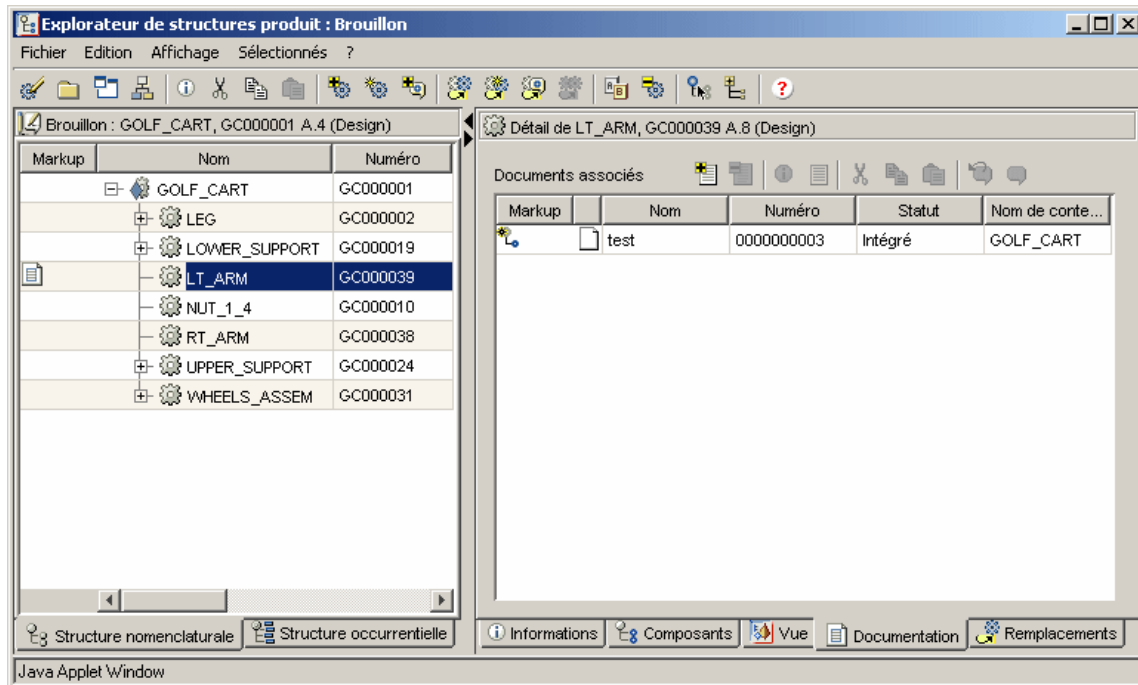 Explorateur de structures produit : Brouillon
Fichier Edition Affichage Sélectionnés ?
Brouillon : GOLF_CART, GC000001 A.4 (Design)
Markup Nom Numéro
GOLF_CART GC000001
LEG GC000002
LOWER_SUPPORT GC000019
LT_ARM GC000039
NUT_1_4 GC000010
RT_ARM GC000038
UPPER_SUPPORT GC000024
WHEELS_ASSEM GC000031
Structure nomenclaturale Structure occurrentielle
Détail de LT_ARM, GC000039 A.8 (Design)
Documents associés
Markup Nom Numéro Statut Nom de conte...
test 0000000003 Intégré GOLF_CART
Informations Composants Vue Documentation Remplacements
Java Applet Window